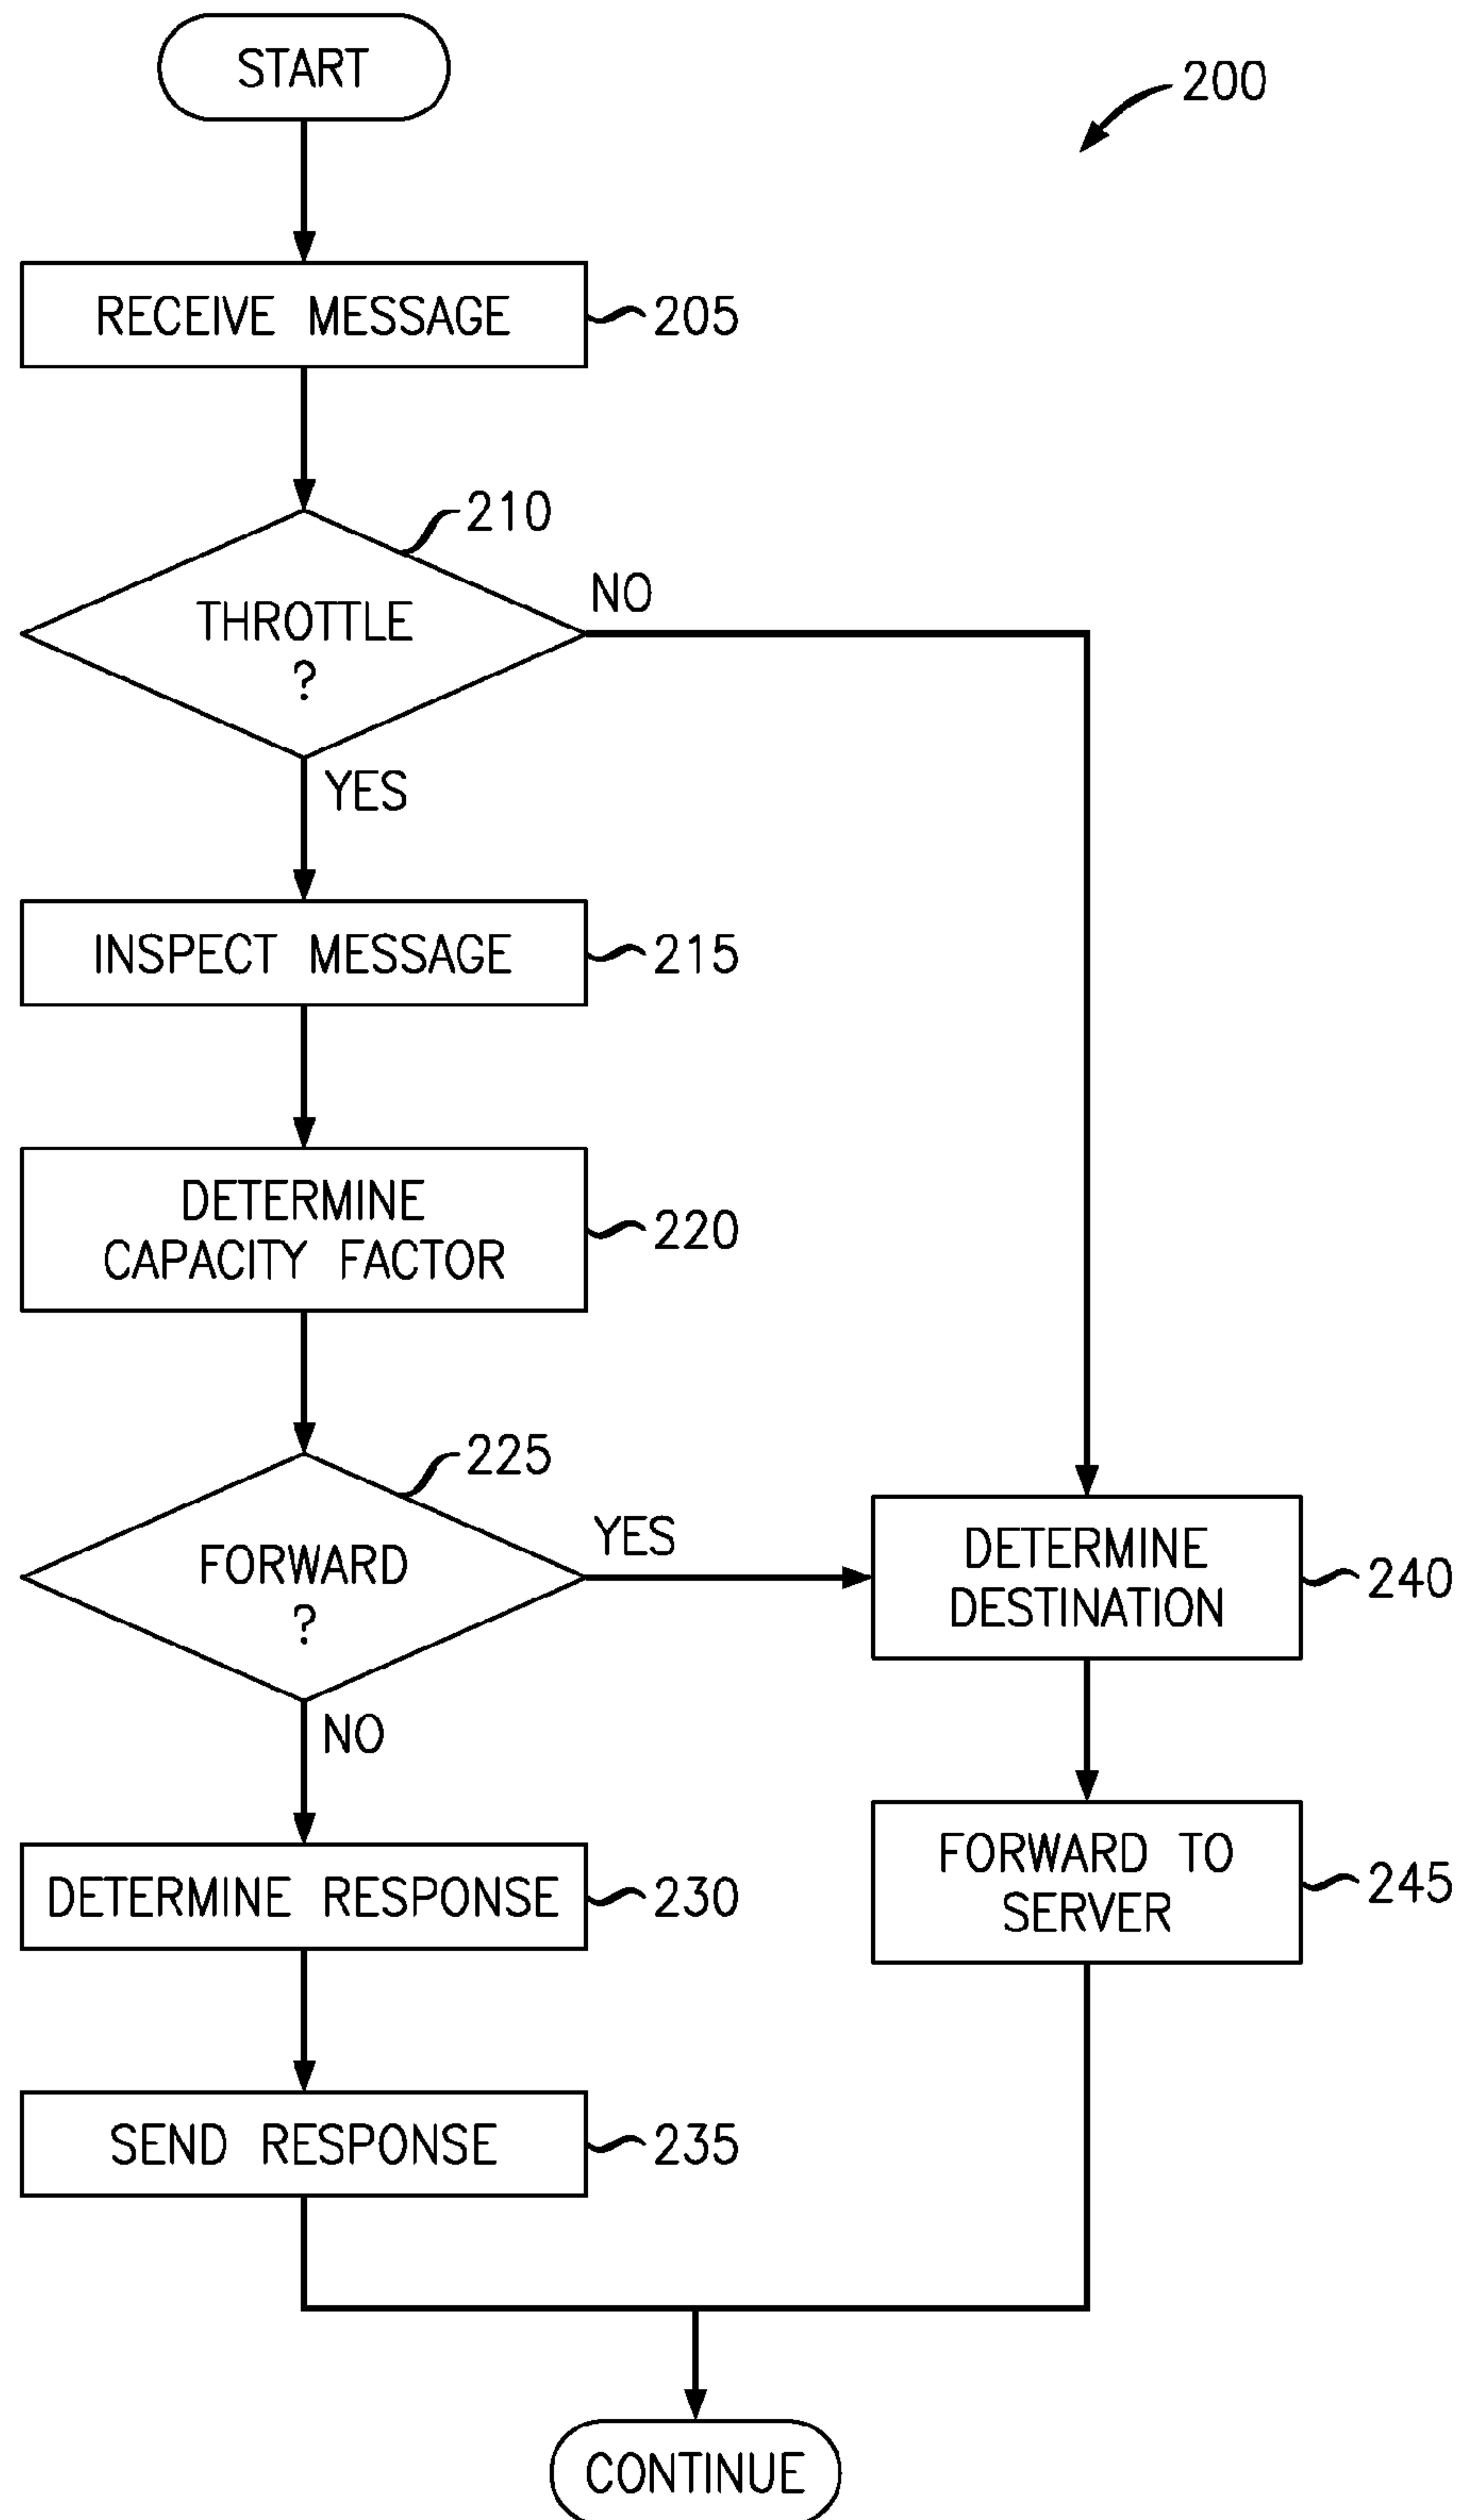 START
200
RECEIVE MESSAGE
205
210
THROTTLE
?
NO
YES
INSPECT MESSAGE
215
DETERMINE
CAPACITY FACTOR
220
225
FORWARD
?
YES
NO
DETERMINE
DESTINATION
240
FORWARD TO
SERVER
245
DETERMINE RESPONSE
230
SEND RESPONSE
235
CONTINUE